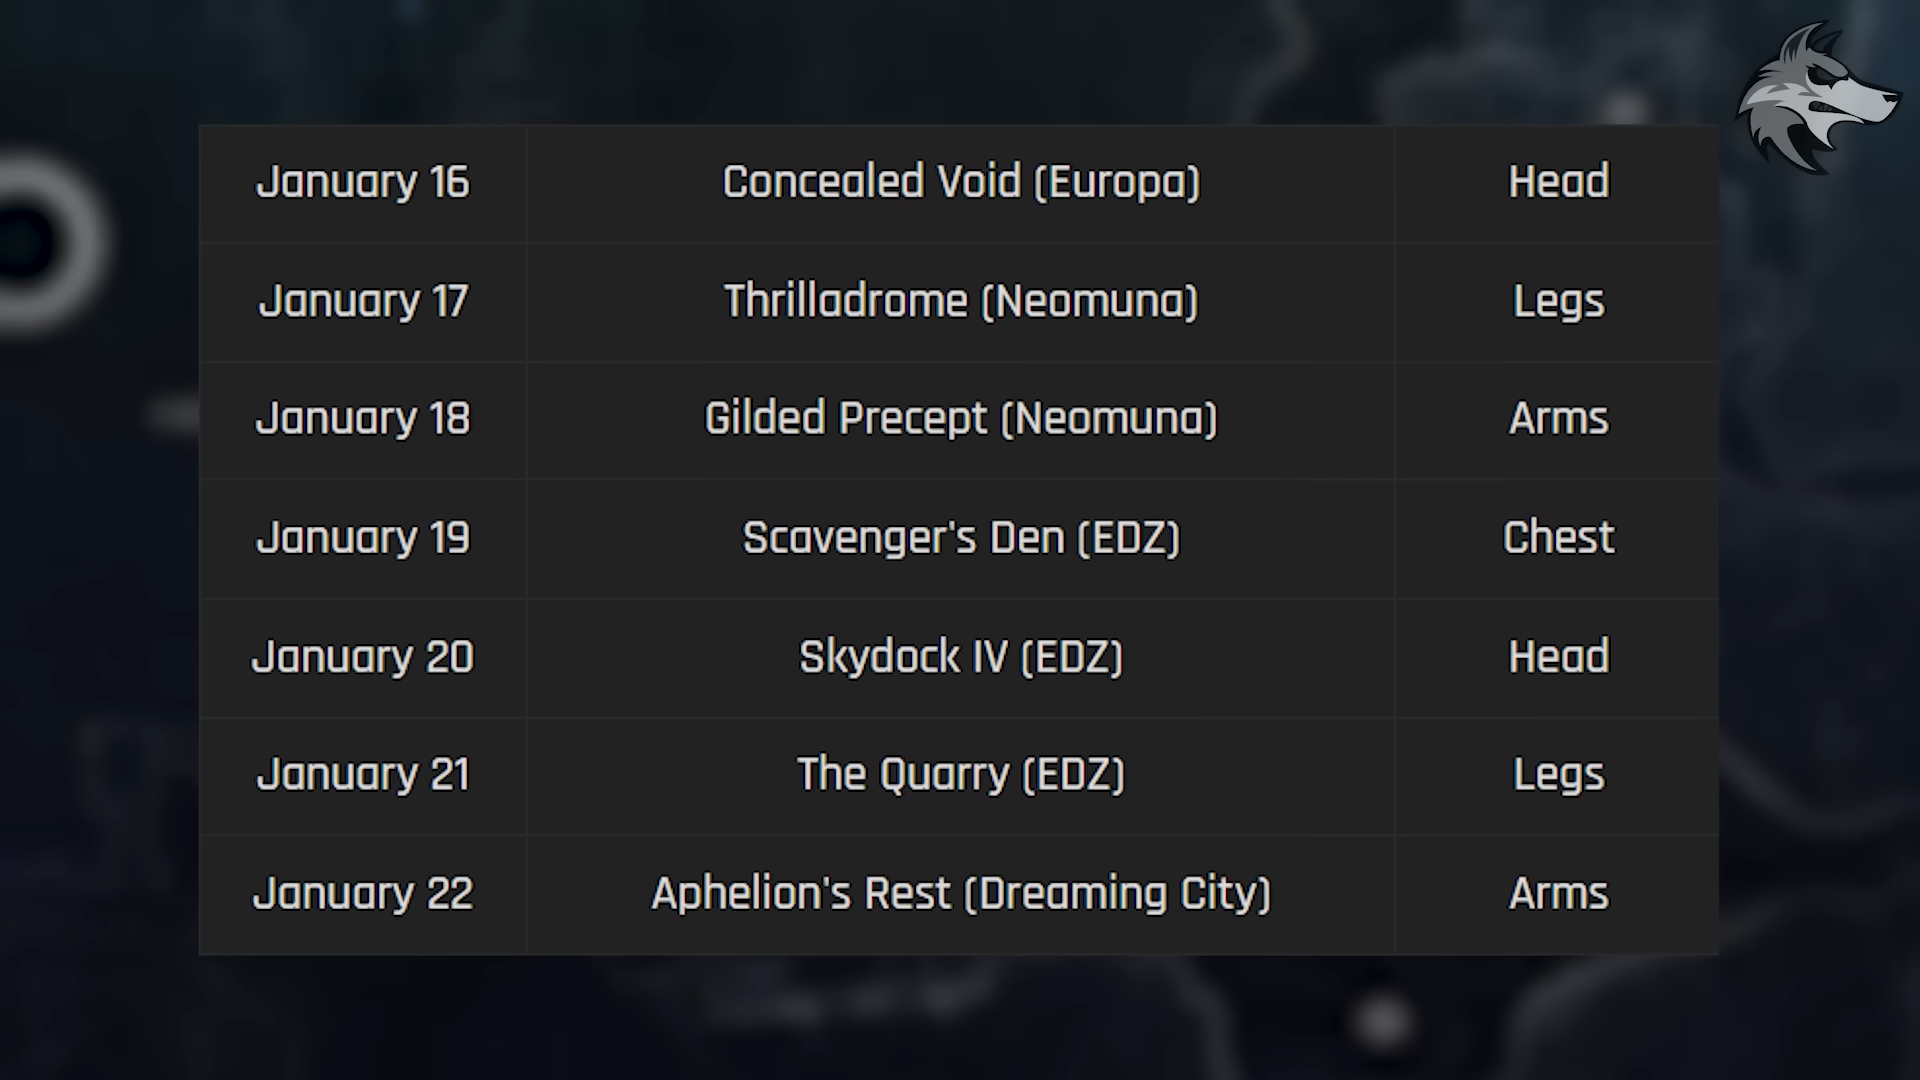 January 16 Concealed Void (Europa) Head
January 17 Thrilladrome (Neomuna) Legs
January 18 Gilded Precept (Neomuna) Arms
January 19 Scavenger's Den (EDZ) Chest
January 20 Skydock IV (EDZ) Head
January 21 The Quarry (EDZ) Legs
January 22 Aphelion's Rest (Dreaming City) Arms